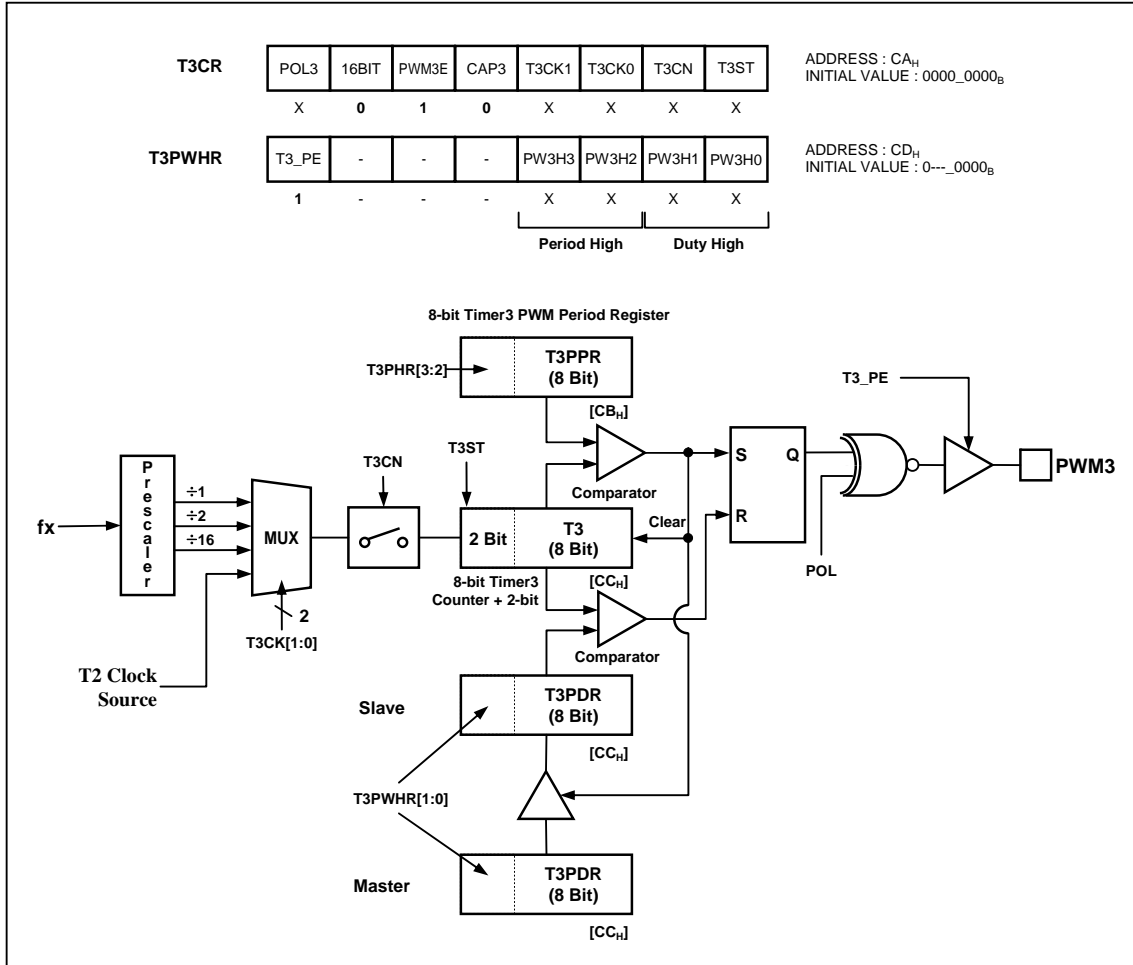 T3CR POL3 16BIT PWM3E CAP3 T3CK1 T3CK0 T3CN T3ST
ADDRESS : CAH
INITIAL VALUE : 0000_0000B
X 0 1 0 X X X X
T3PWHR T3_PE - - - PW3H3 PW3H2 PW3H1 PW3H0
ADDRESS : CDH
INITIAL VALUE : 0---_0000B
1 - - - X X X X
Period High Duty High
8-bit Timer3 PWM Period Register
T3PHR[3:2]
T3PPR
(8 Bit)
[CBH]
T3_PE
Prescaler
fx
÷1
÷2
÷16
MUX
2
T3CK[1:0]
T2 Clock
Source
T3CN
T3ST
Comparator
2 Bit
T3
(8 Bit)
Clear
[CCH]
8-bit Timer3
Counter + 2-bit
Comparator
S
Q
R
POL
PWM3
Slave
T3PDR
(8 Bit)
[CCH]
T3PWHR[1:0]
Master
T3PDR
(8 Bit)
[CCH]